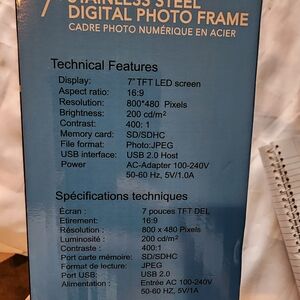 7" STAINLESS STEEL
DIGITAL PHOTO FRAME
CADRE PHOTO NUMÉRIQUE EN ACIER
Technical Features
Display: 7" TFT LED screen
Aspect ratio: 16:9
Resolution: 800*480 Pixels
Brightness: 200 cd/m²
Contrast: 400: 1
Memory card: SD/SDHC
File format: Photo:JPEG
USB interface: USB 2.0 Host
Power AC-Adapter 100-240V
50-60 Hz, 5V/1.0A
Spécifications techniques
Écran : 7 pouces TFT DEL
Etirement : 16:9
Résolution : 800 x 480 Pixels
Luminosité : 200 cd/m²
Contraste : 400:1
Port carte mémoire: SD/SDHC
Format de lecture: JPEG
Port USB: USB 2.0
Alimentation : Entrée AC 100-240V
50-60 HZ, 5V/1A